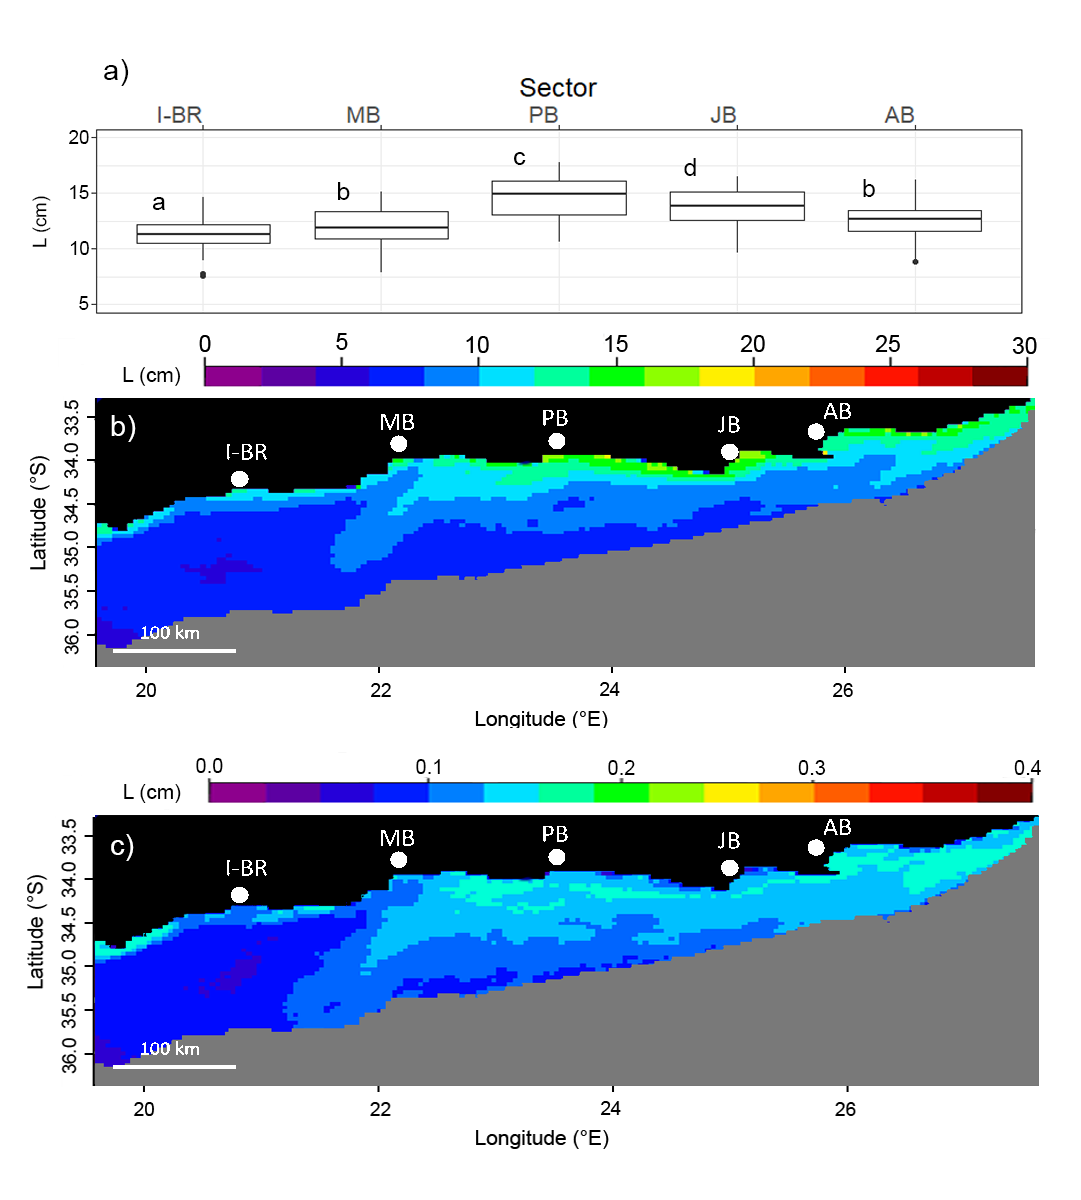 a)
Sector
I-BR MB PB JB AB
20
15
10
5
L (cm)
a b c d b
0 5 10 15 20 25 30
L (cm)
b)
I-BR MB PB JB AB
33.5
34.0
34.5
35.0
35.5
36.0
Latitude (°S)
100 km
20 22 24 26
Longitude (°E)
0.0 0.1 0.2 0.3 0.4
L (cm)
c)
I-BR MB PB JB AB
33.5
34.0
34.5
35.0
35.5
36.0
Latitude (°S)
100 km
20 22 24 26
Longitude (°E)